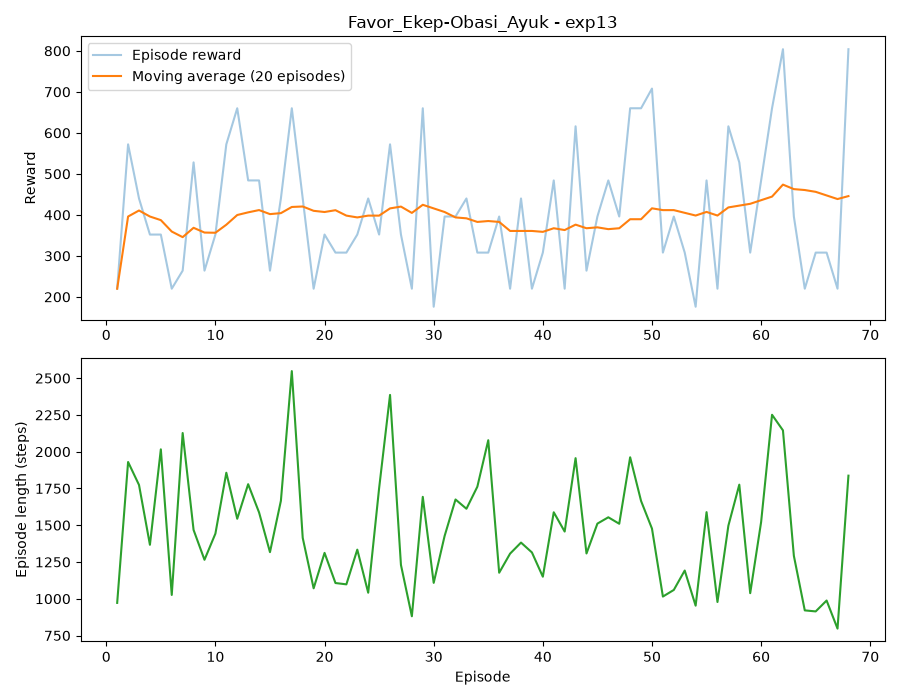 Favor_Ekep-Obasi_Ayuk - exp13
Episode reward
Moving average (20 episodes)
Reward
800
700
600
500
400
300
200
0 10 20 30 40 50 60 70
Episode length (steps)
2500
2250
2000
1750
1500
1250
1000
750
0 10 20 30 40 50 60 70
Episode